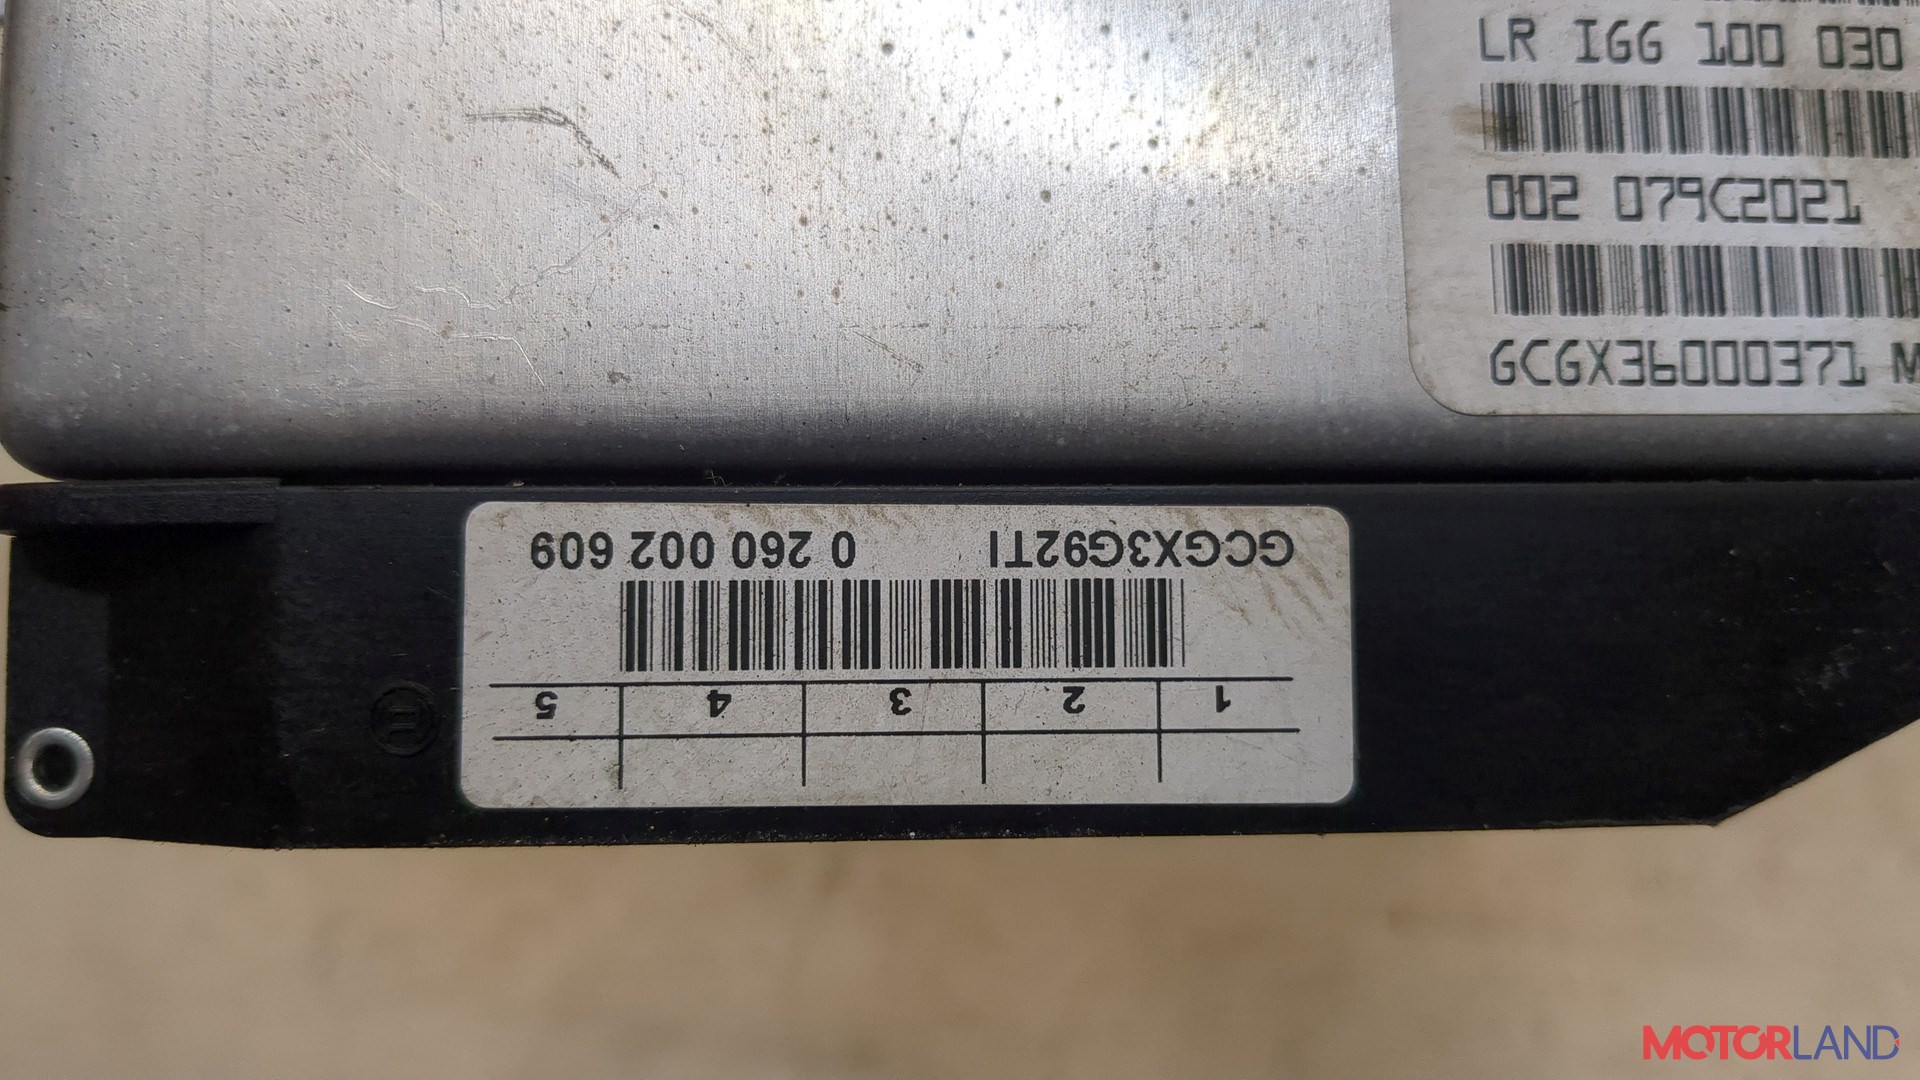 LR IGG 100 030
002 079C2021
GCGX36000371 M
GCGX3G92TI 0 260 002 609
1 2 3 4 5
MOTORLAND